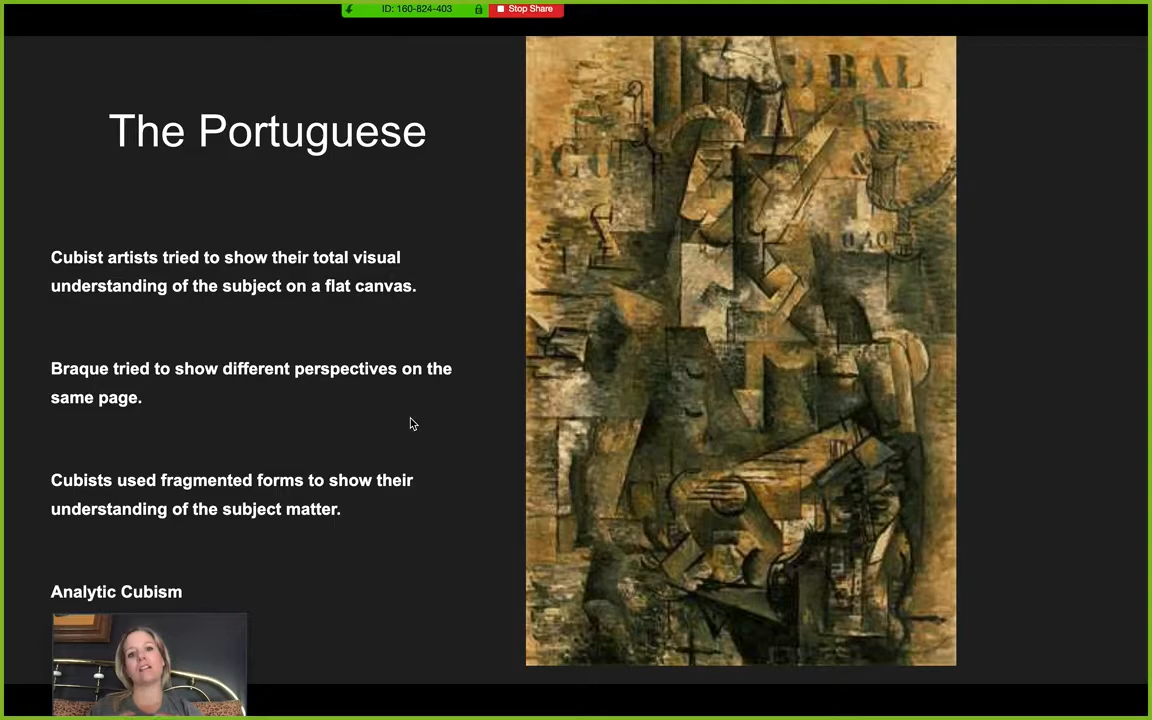 ID: 160-824-403
Stop Share
The Portuguese
Cubist artists tried to show their total visual
understanding of the subject on a flat canvas.
Braque tried to show different perspectives on the
same page.
Cubists used fragmented forms to show their
understanding of the subject matter.
Analytic Cubism
D BAL
OCO
&